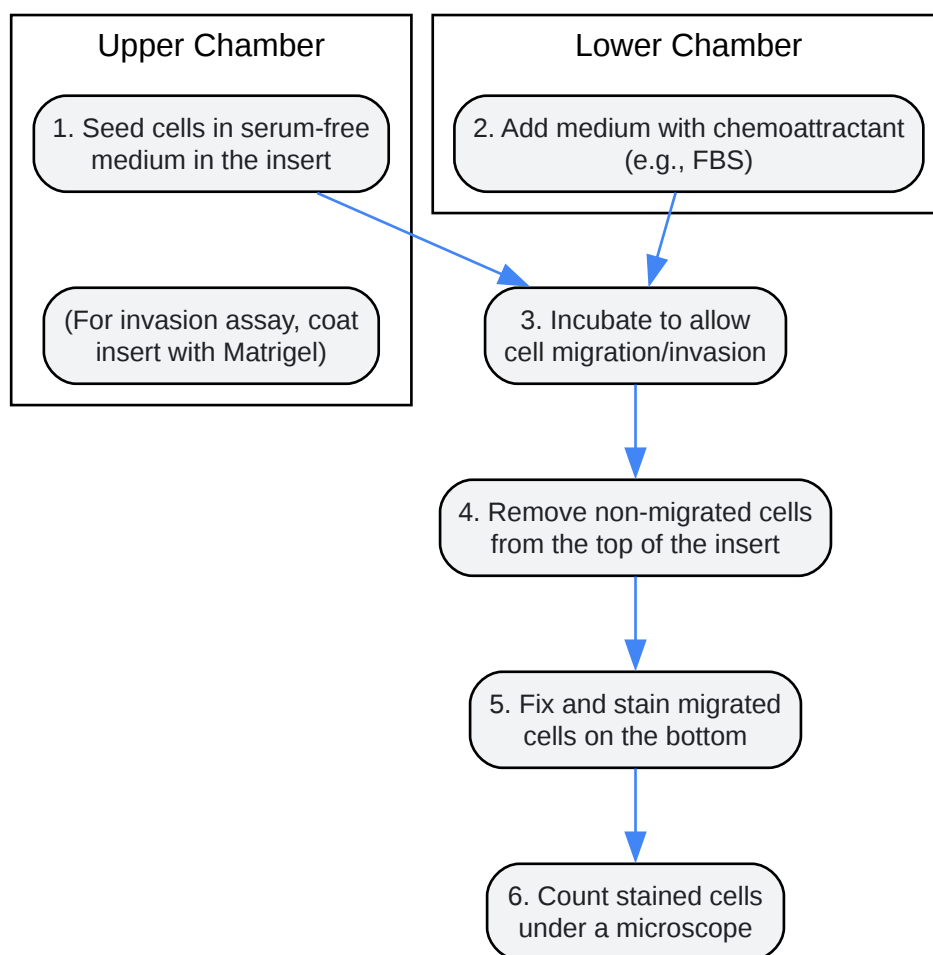 Upper Chamber
1. Seed cells in serum-free
medium in the insert
(For invasion assay, coat
insert with Matrigel)
Lower Chamber
2. Add medium with chemoattractant
(e.g., FBS)
3. Incubate to allow
cell migration/invasion
4. Remove non-migrated cells
from the top of the insert
5. Fix and stain migrated
cells on the bottom
6. Count stained cells
under a microscope